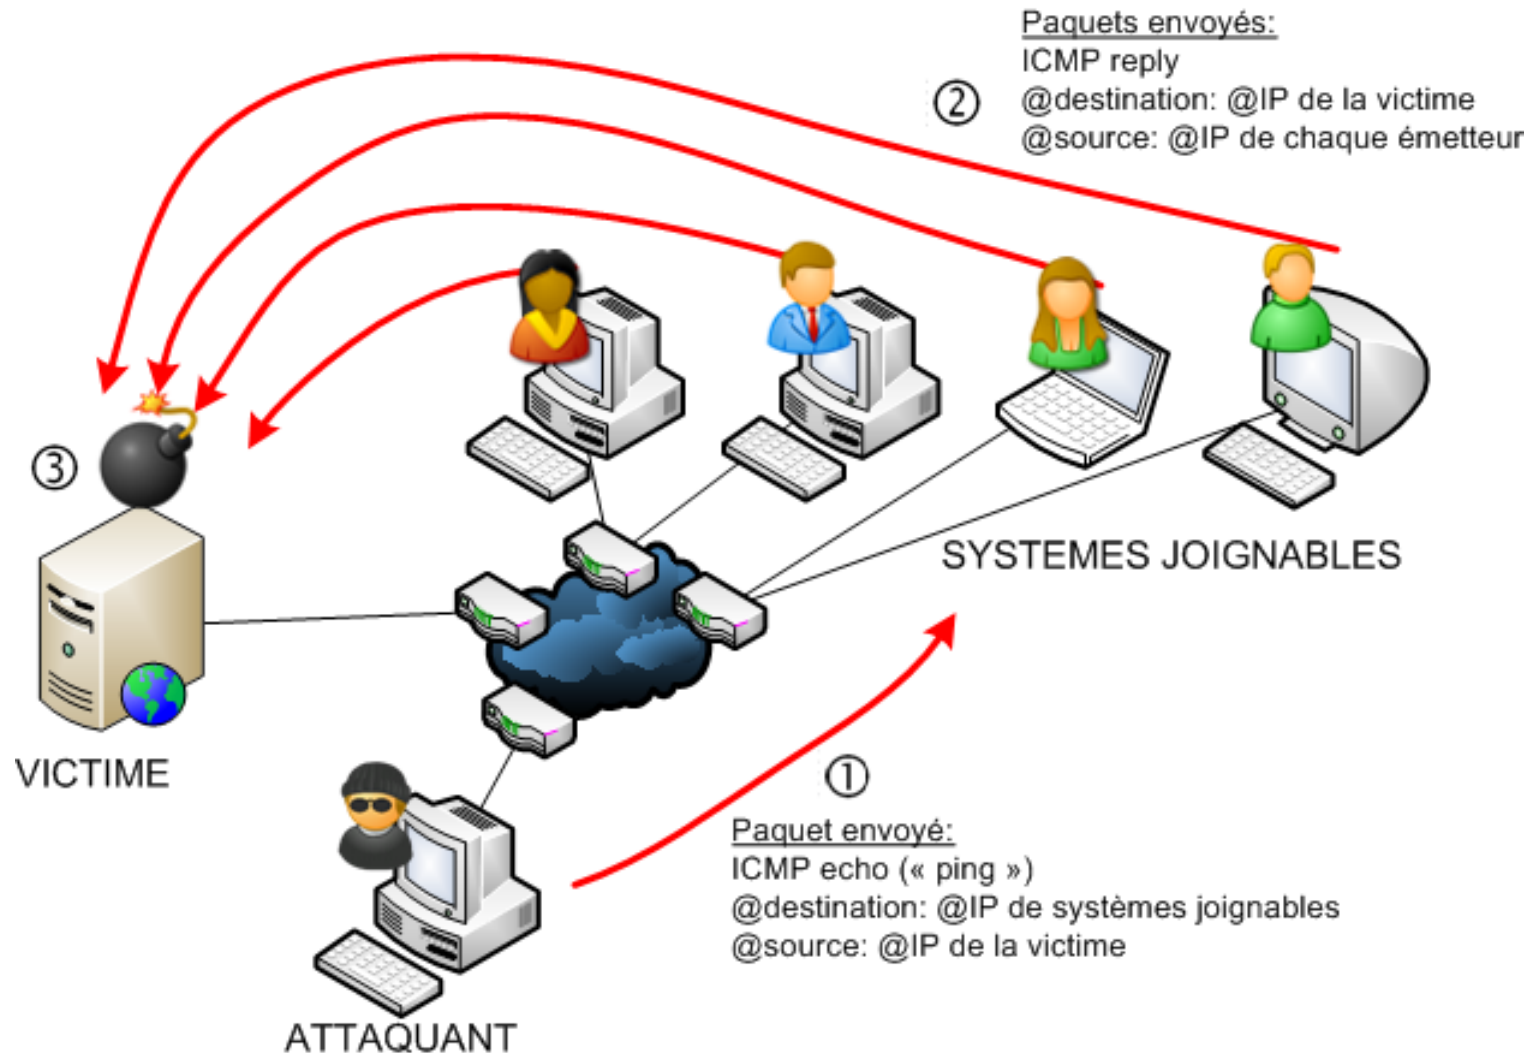 Paquets envoyés:
ICMP reply
@destination: @IP de la victime
@source: @IP de chaque émetteur
②
③
SYSTEMES JOIGNABLES
VICTIME
①
Paquet envoyé:
ICMP echo (« ping »)
@destination: @IP de systèmes joignables
@source: @IP de la victime
ATTAQUANT